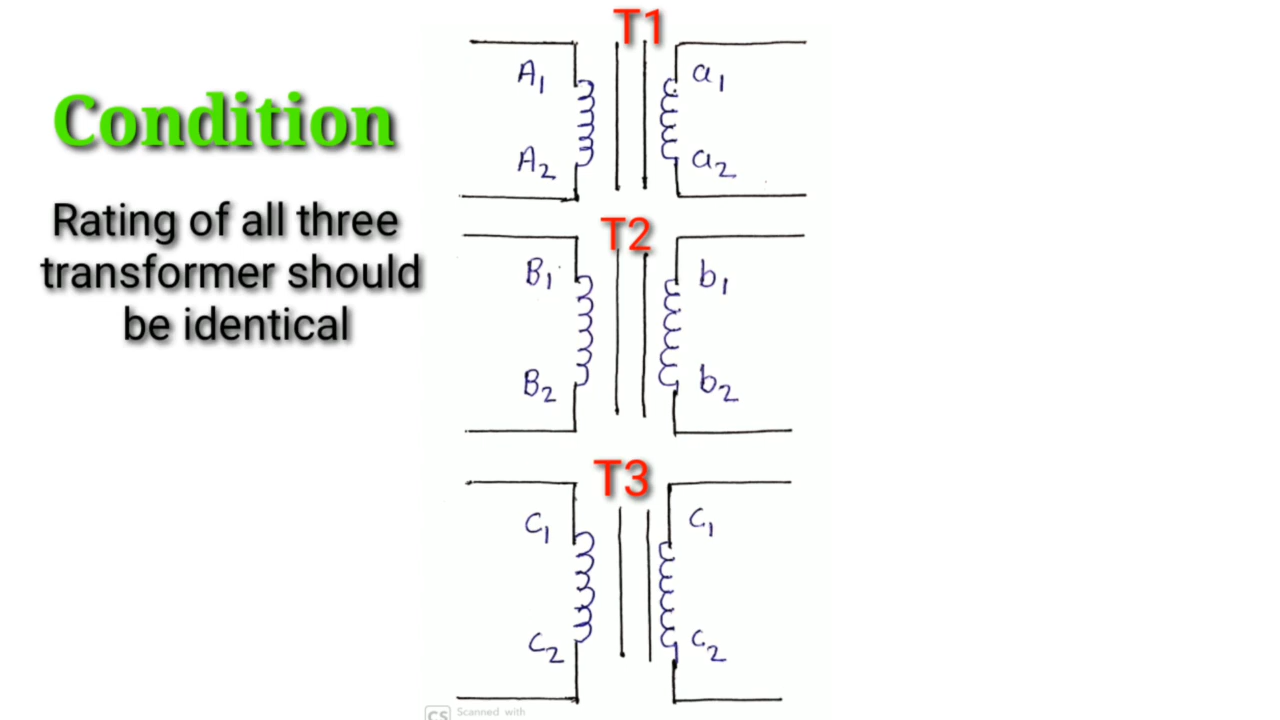 T1
A1
a1
Condition
A2
a2
Rating of all three
transformer should
be identical
T2
B1
b1
B2
b2
T3
C1
c1
C2
c2
CS Scanned with